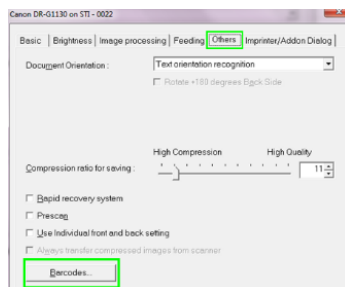 Canon DR-G1130 on STI - 0022
Basic Brightness Image processing Feeding Others Imprinter/Addon Dialog
Document Orientation : Text orientation recognition
Rotate +180 degrees Back Side
High Compression High Quality
Compression ratio for saving : 11
Rapid recovery system
Prescan
Use Individual front and back setting
Always transfer compressed images from scanner
Barcodes...